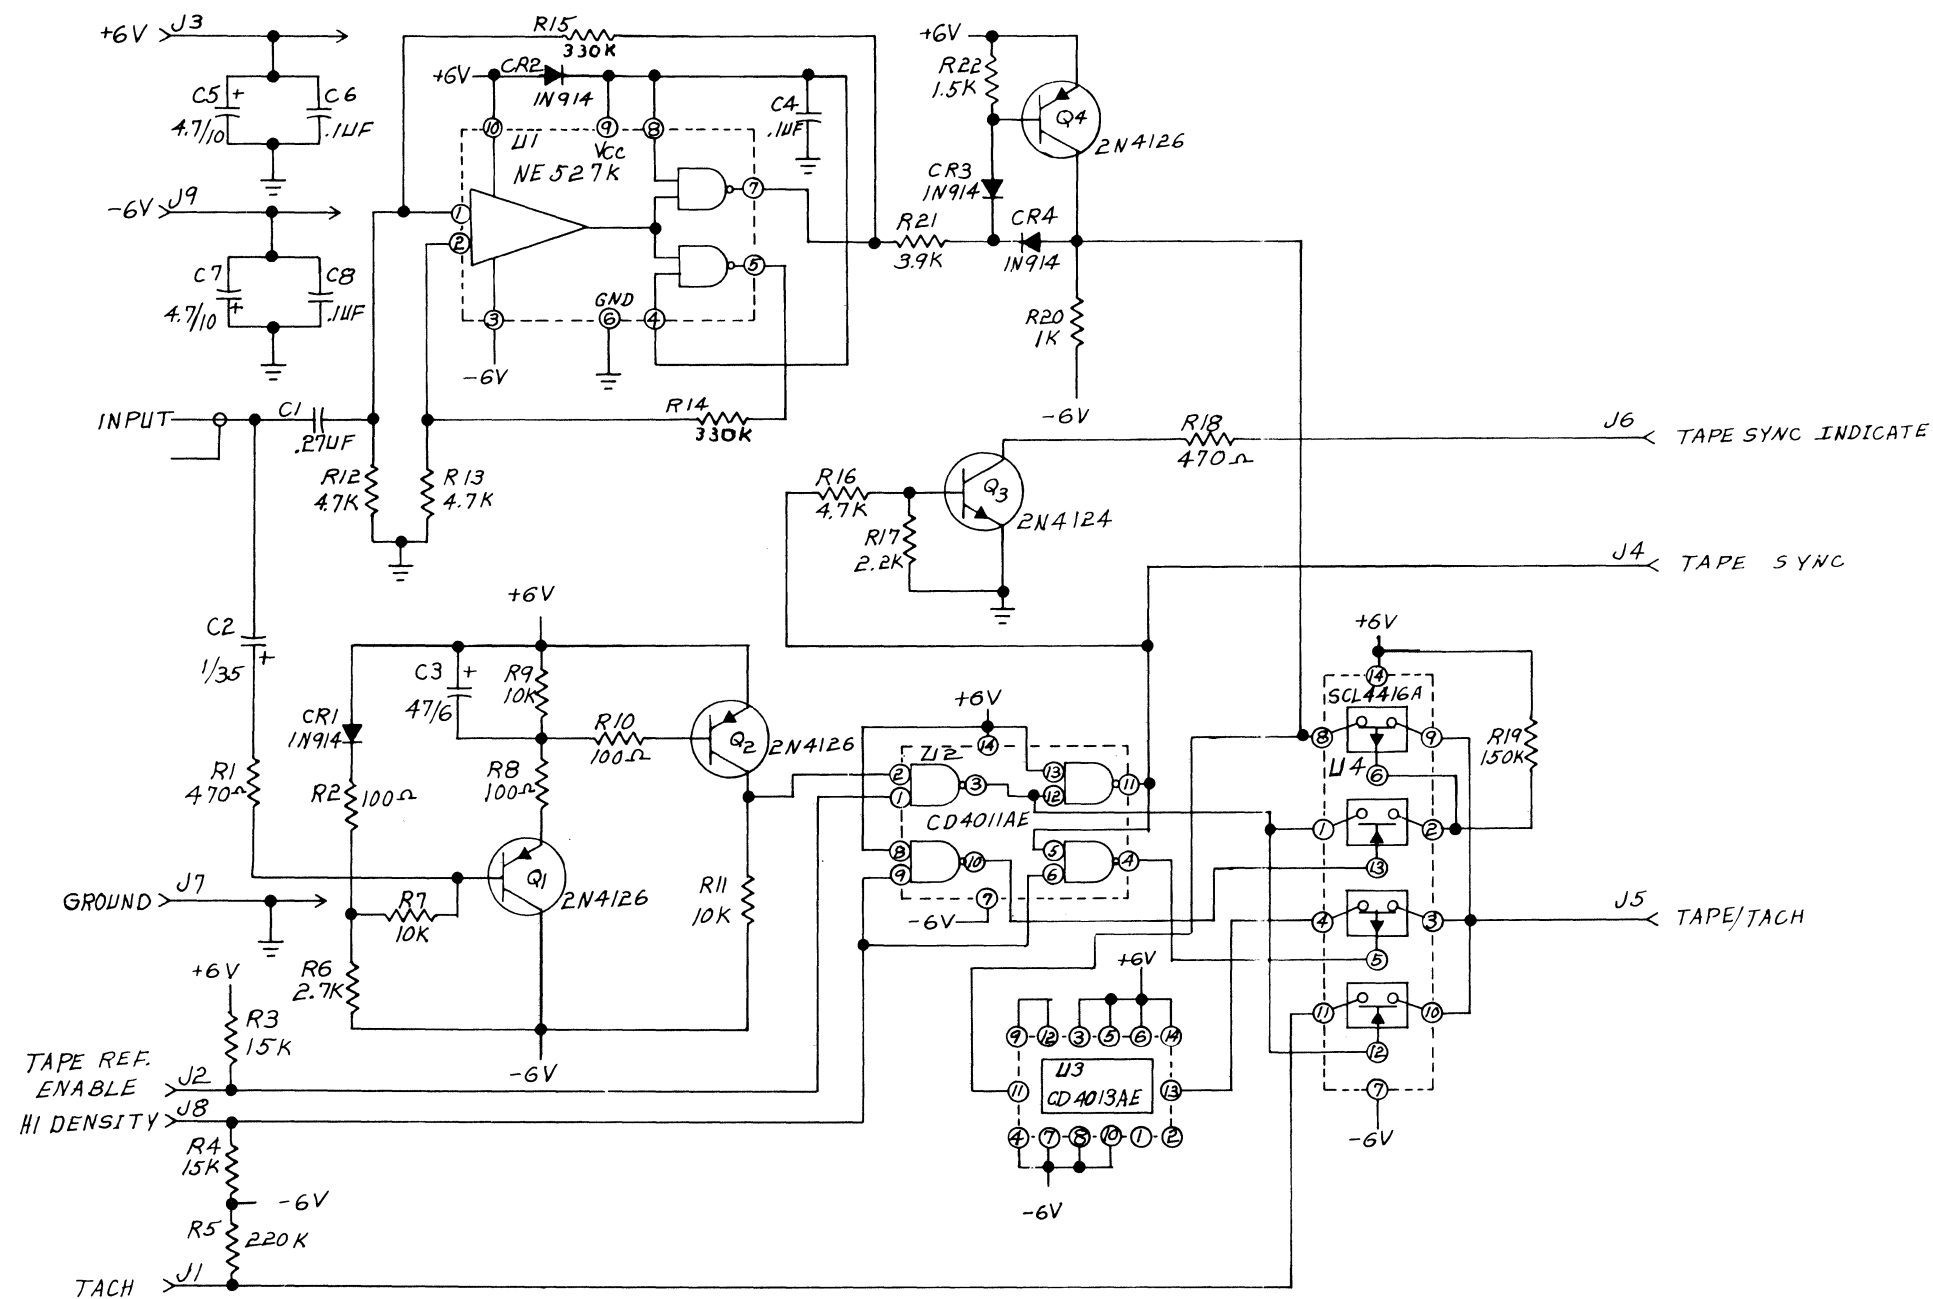 +6V J3
C5 +
4.7/10
C6
.1UF
-6V J9
C7
4.7/10 +
C8
.1UF
R15
330K
+6V CR2
1N914
C4
.1UF
10 9 8
U1 VCC
NE527K
1
2
7
5
GND
3 6 4
-6V
+6V
R22
1.5K
Q4
2N4126
CR3
1N914
R21
3.9K
CR4
1N914
R20
1K
-6V
INPUT
C1
.27UF
R14
330K
R12
4.7K
R13
4.7K
R18
470Ω
J6
TAPE SYNC INDICATE
R16
4.7K
Q3
2N4124
R17
2.2K
J4
TAPE SYNC
C2
1/35 +
+6V
C3 +
47/6
R9
10K
CR1
1N914
R10
100Ω
Q2
2N4126
R1
470Ω
R2 100Ω
R8
100Ω
Q1
2N4126
R7
10K
R11
10K
GROUND J7
R6
2.7K
-6V
+6V
14
U2
2
1
3
13
12
11
CD4011AE
8
9
10
5
6
4
7
-6V
+6V
14
SCL4416A
8 9
U4 6
R19
150K
1 2
13
4 3
5
11 10
12
7
-6V
J5
TAPE/TACH
+6V
9 12 3 5 6 14
U3
11 CD4013AE 13
4 7 8 10 1 2
-6V
+6V
R3
15K
TAPE REF.
ENABLE J2
HI DENSITY J8
R4
15K
-6V
R5
220K
TACH J1